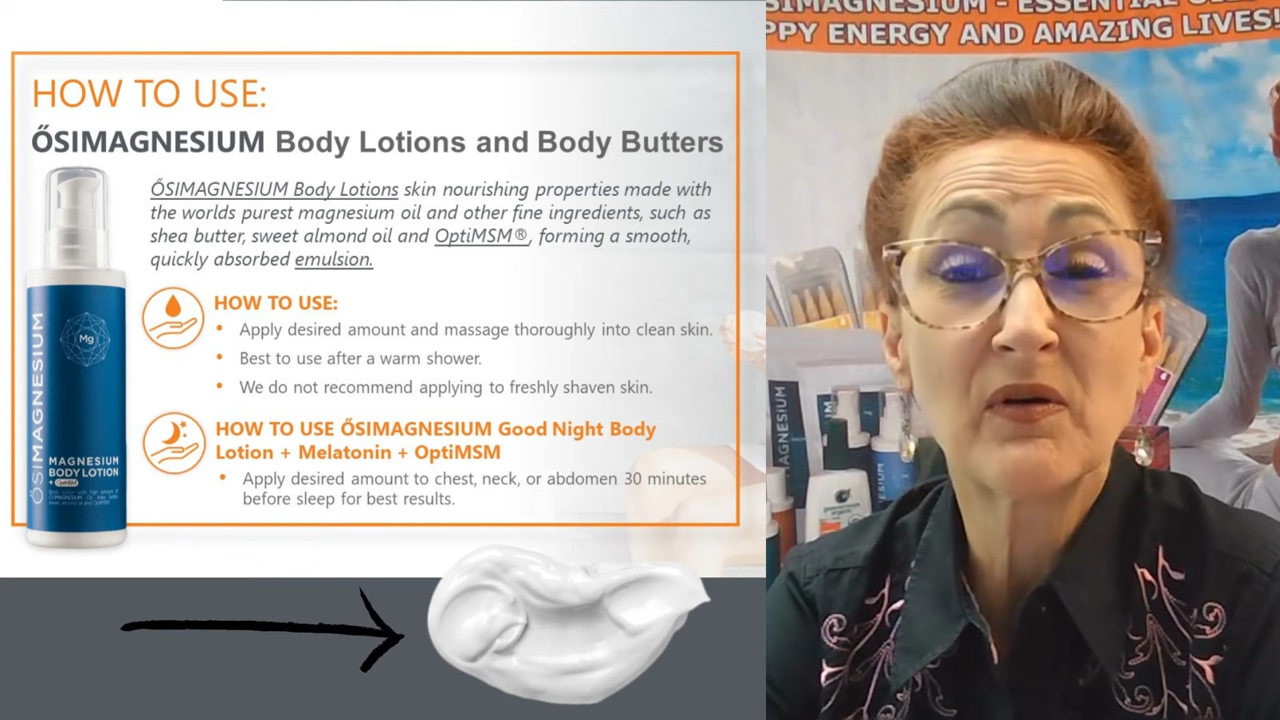 HOW TO USE:
ŐSIMAGNESIUM Body Lotions and Body Butters
ŐSIMAGNESIUM Body Lotions skin nourishing properties made with
the worlds purest magnesium oil and other fine ingredients, such as
shea butter, sweet almond oil and OptiMSM®, forming a smooth,
quickly absorbed emulsion.
HOW TO USE:
• Apply desired amount and massage thoroughly into clean skin.
• Best to use after a warm shower.
• We do not recommend applying to freshly shaven skin.
HOW TO USE ŐSIMAGNESIUM Good Night Body
Lotion + Melatonin + OptiMSM
• Apply desired amount to chest, neck, or abdomen 30 minutes
before sleep for best results.
ŐSIMAGNESIUM
Mg
MAGNESIUM
BODY LOTION
+ OptiMSM
SIMAGNESIUM - ESSENTIAL
PPY ENERGY AND AMAZING LIVES!